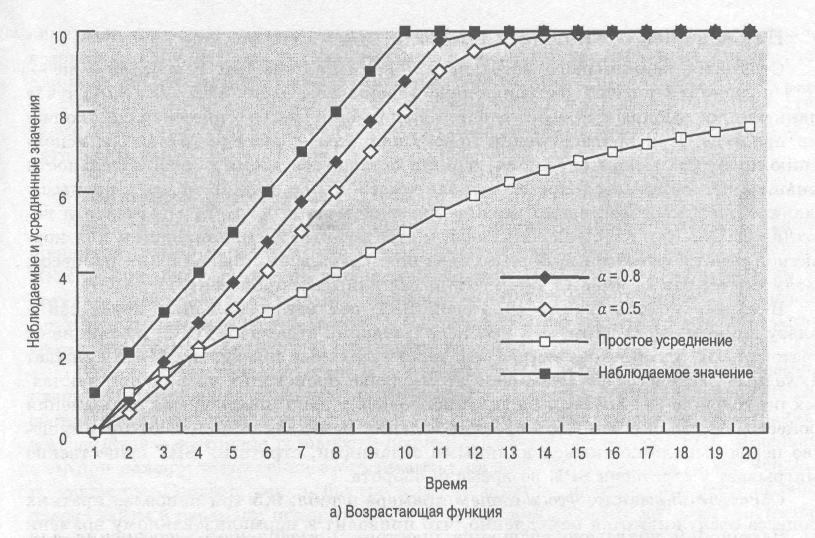 Наблюдаемые и усредненные значения
10
8
6
4
2
0
α = 0.8
α = 0.5
Простое усреднение
Наблюдаемое значение
1 2 3 4 5 6 7 8 9 10 11 12 13 14 15 16 17 18 19 20
Время
а) Возрастающая функция